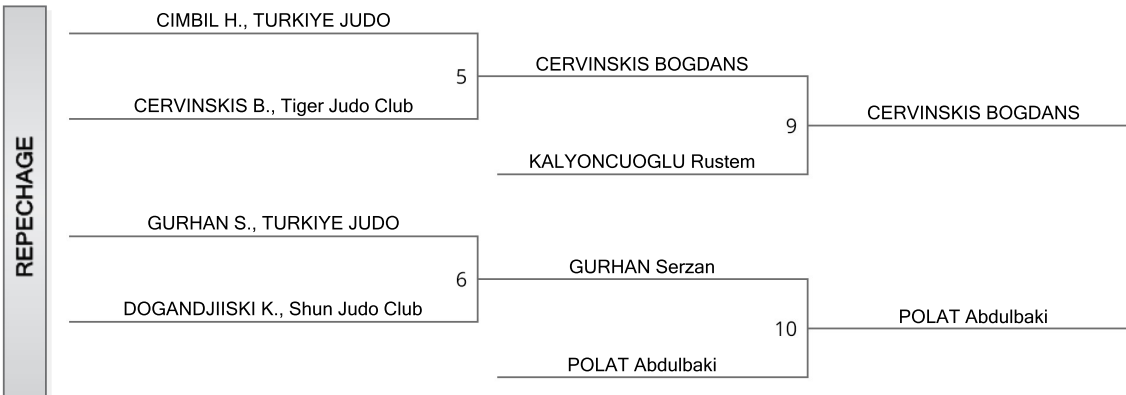 REPECHAGE
CIMBIL H., TURKIYE JUDO
5
CERVINSKIS B., Tiger Judo Club
CERVINSKIS BOGDANS
9
KALYONCUOGLU Rustem
CERVINSKIS BOGDANS
GURHAN S., TURKIYE JUDO
6
DOGANDJIISKI K., Shun Judo Club
GURHAN Serzan
10
POLAT Abdulbaki
POLAT Abdulbaki